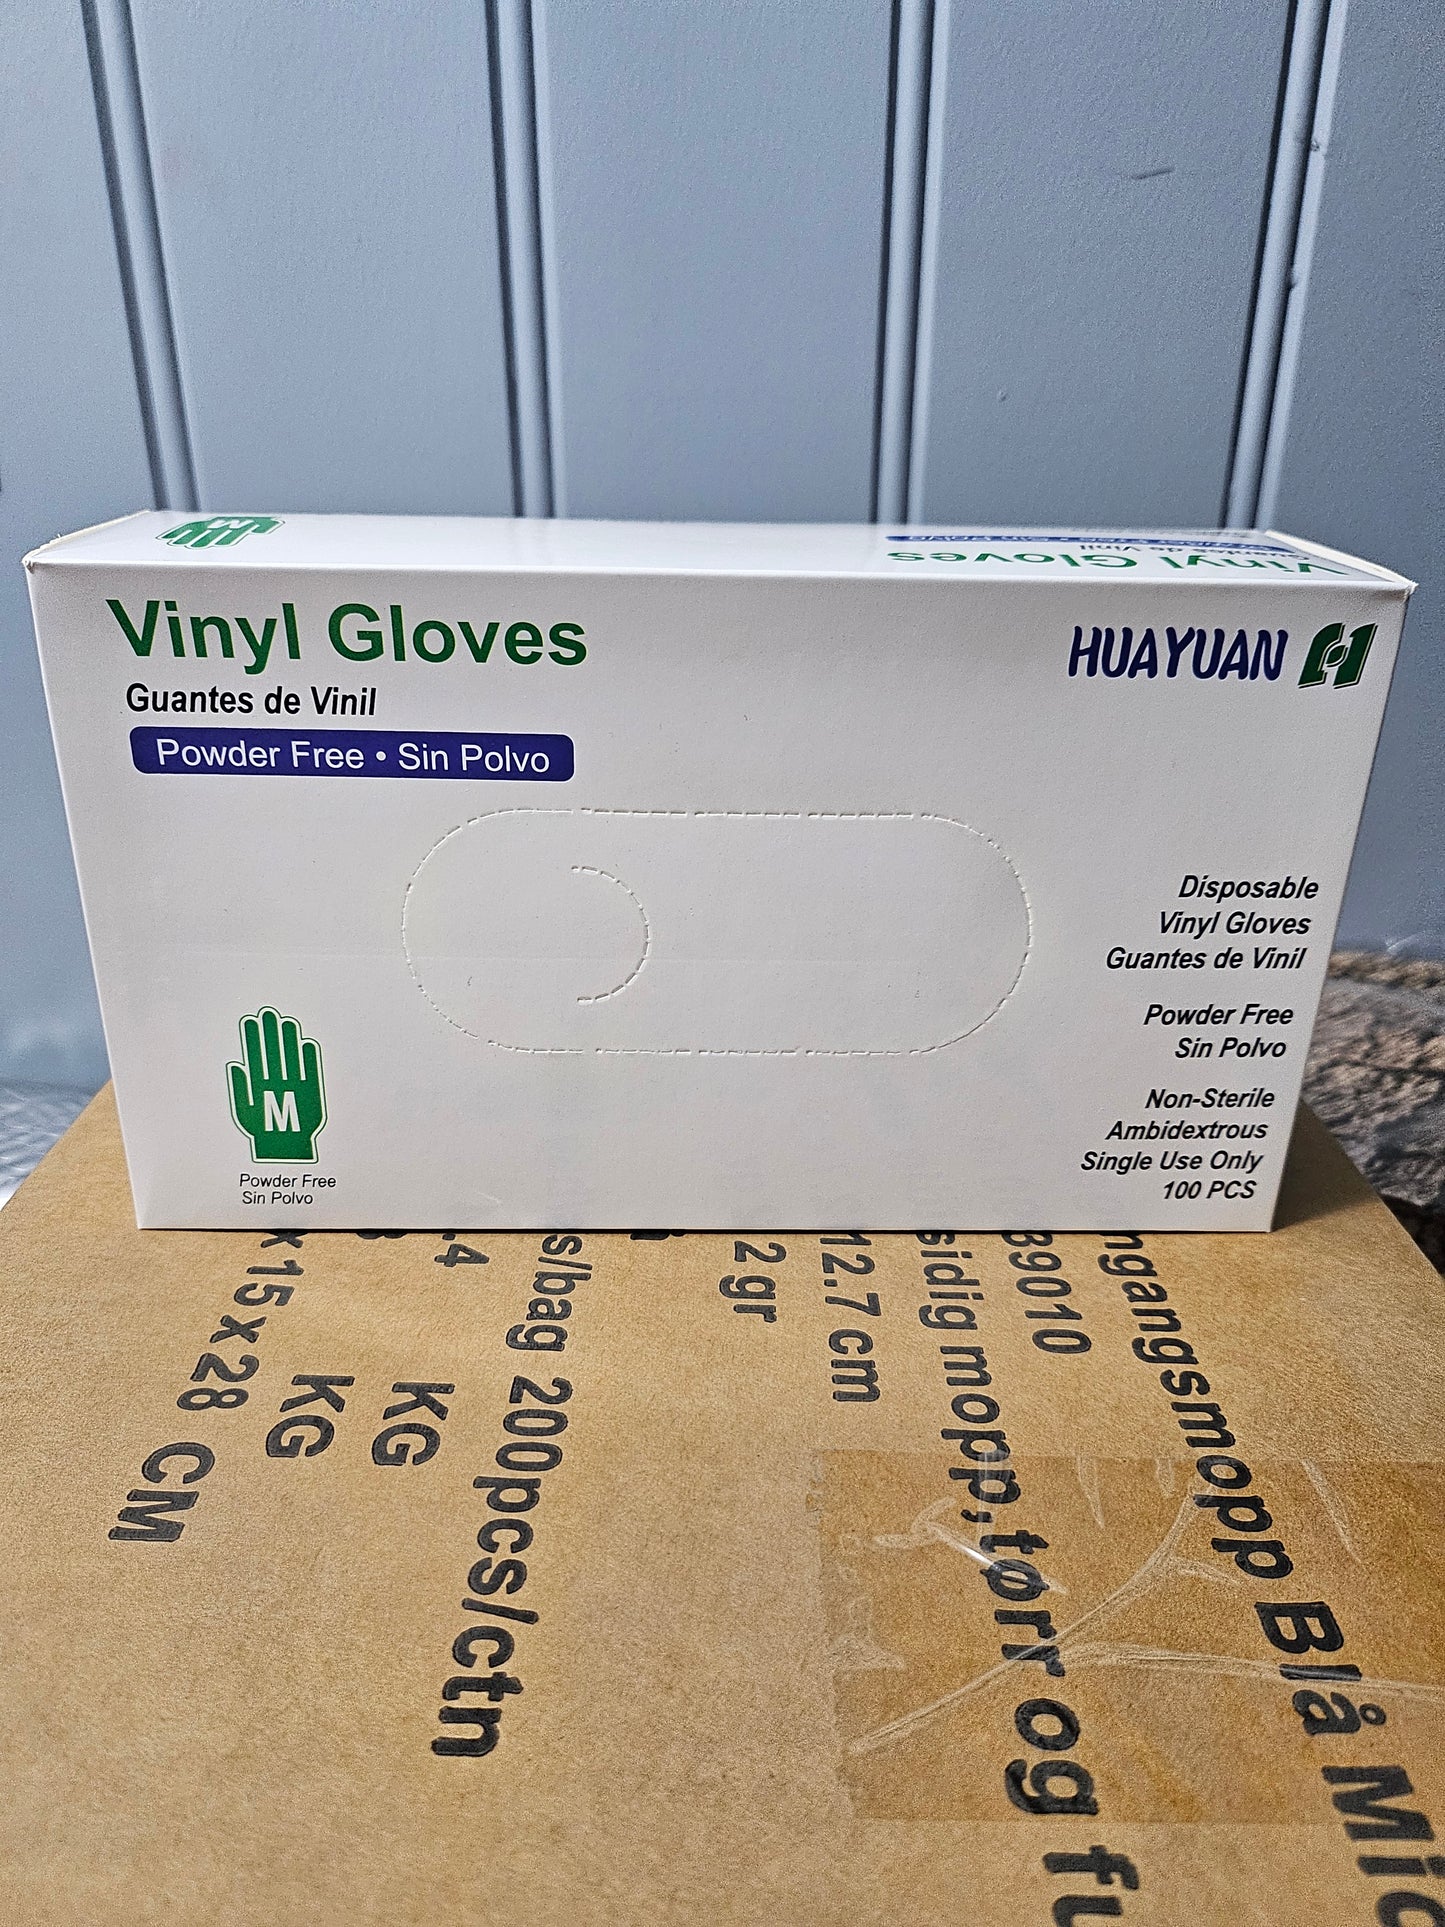 M
Vinyl Gloves
Guantes de Vinil
Vinyl Gloves
Guantes de Vinil
Powder Free • Sin Polvo
HUAYUAN
Disposable
Vinyl Gloves
Guantes de Vinil
Powder Free
Sin Polvo
Non-Sterile
Ambidextrous
Single Use Only
100 PCS
M
Powder Free
Sin Polvo
ngangsmopp Blå Mic
39010
sidig mopp,tørr og fu
12.7 cm
2 gr
s/bag 200pcs/ctn
.4 KG
KG
x 15 x 28 CM